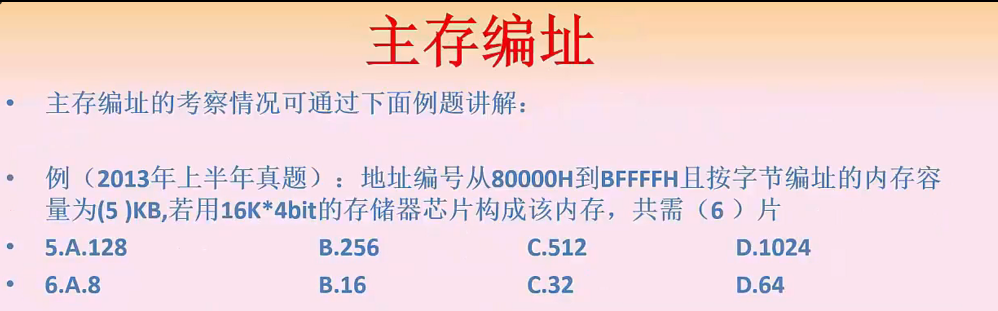 主存编址
• 主存编址的考察情况可通过下面例题讲解：
• 例（2013年上半年真题）：地址编号从80000H到BFFFFH且按字节编址的内存容
量为(5 )KB,若用16K*4bit的存储器芯片构成该内存，共需（6 ）片
• 5.A.128 B.256 C.512 D.1024
• 6.A.8 B.16 C.32 D.64